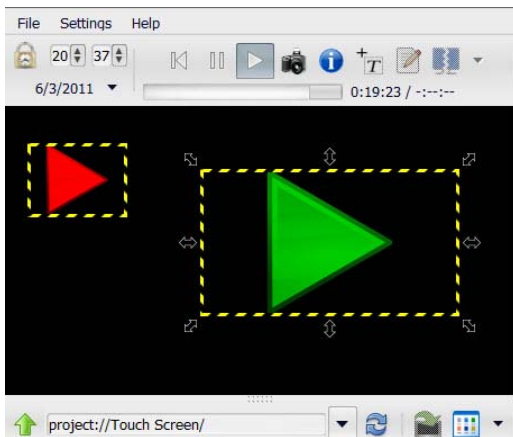 File Settings Help
20 37
6/3/2011
0:19:23 / -:--:--
project://Touch Screen/